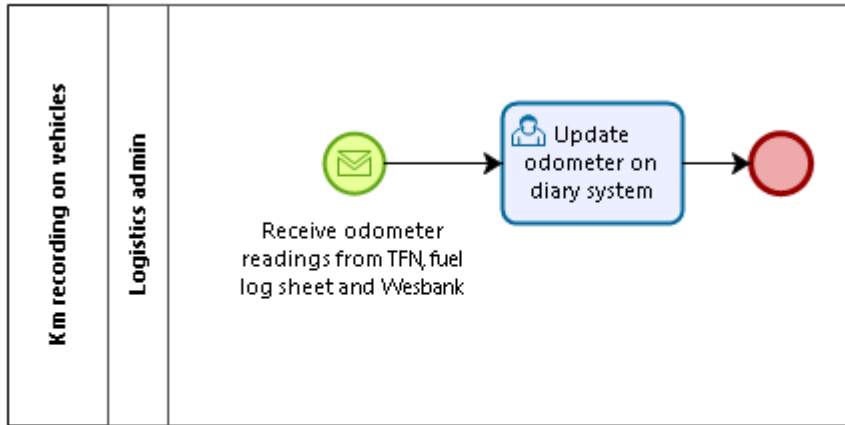 Km recording on vehicles
Logistics admin
Update
odometer on
diary system
Receive odometer
readings from TFN, fuel
log sheet and Wesbank